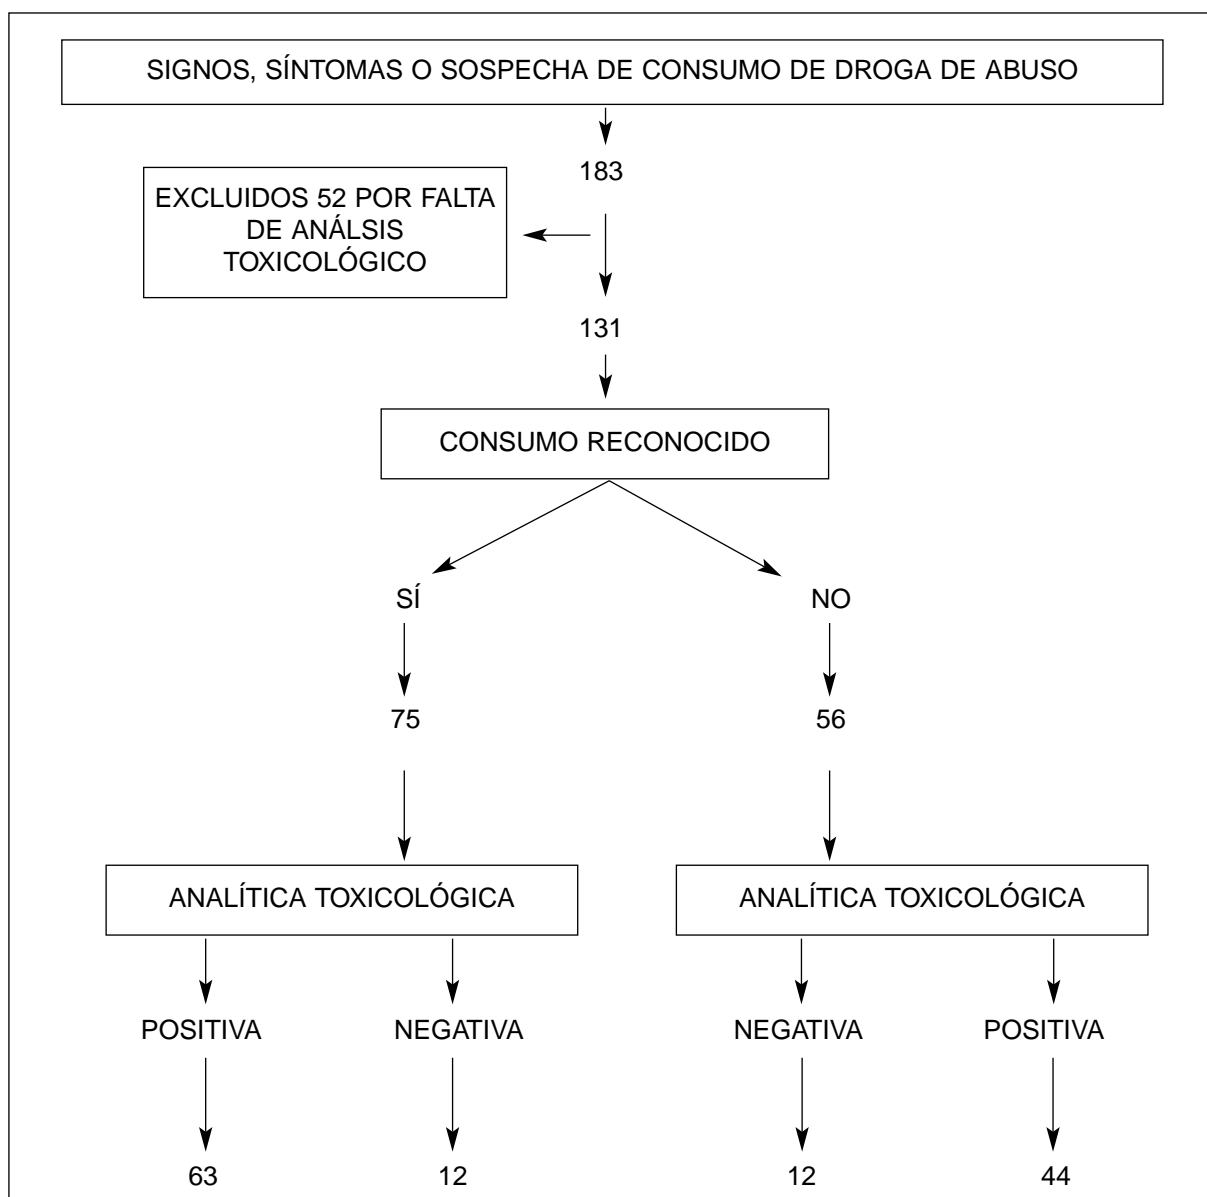 SIGNOS, SÍNTOMAS O SOSPECHA DE CONSUMO DE DROGA DE ABUSO
183
EXCLUIDOS 52 POR FALTA
DE ANÁLSIS
TOXICOLÓGICO
131
CONSUMO RECONOCIDO
SÍ
NO
75
56
ANALÍTICA TOXICOLÓGICA
ANALÍTICA TOXICOLÓGICA
POSITIVA
NEGATIVA
NEGATIVA
POSITIVA
63
12
12
44